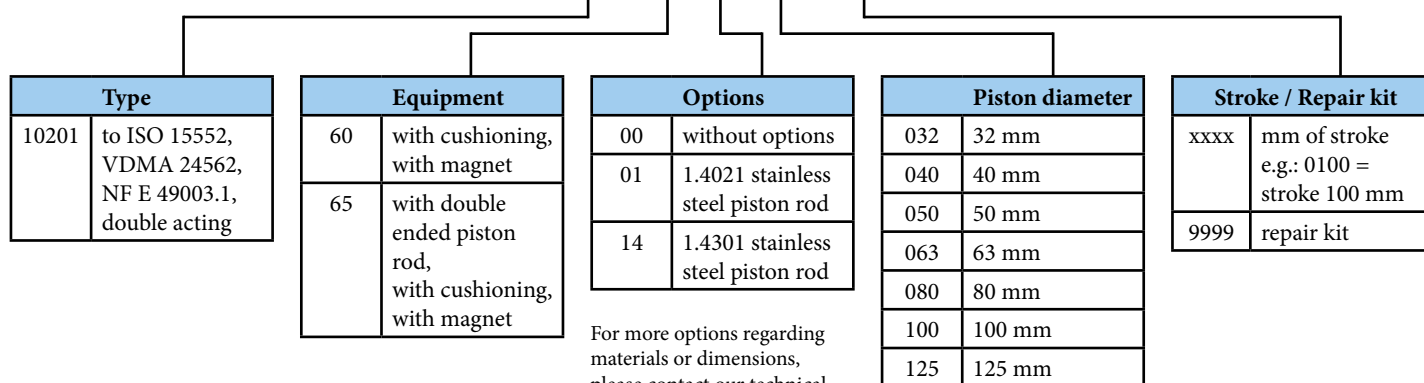 Type
10201 to ISO 15552,
VDMA 24562,
NF E 49003.1,
double acting
Equipment
60 with cushioning,
with magnet
65 with double
ended piston
rod,
with cushioning,
with magnet
Options
00 without options
01 1.4021 stainless
steel piston rod
14 1.4301 stainless
steel piston rod
For more options regarding
materials or dimensions,
please contact our technical
Piston diameter
032 32 mm
040 40 mm
050 50 mm
063 63 mm
080 80 mm
100 100 mm
125 125 mm
Stroke / Repair kit
xxxx mm of stroke
e.g.: 0100 =
stroke 100 mm
9999 repair kit